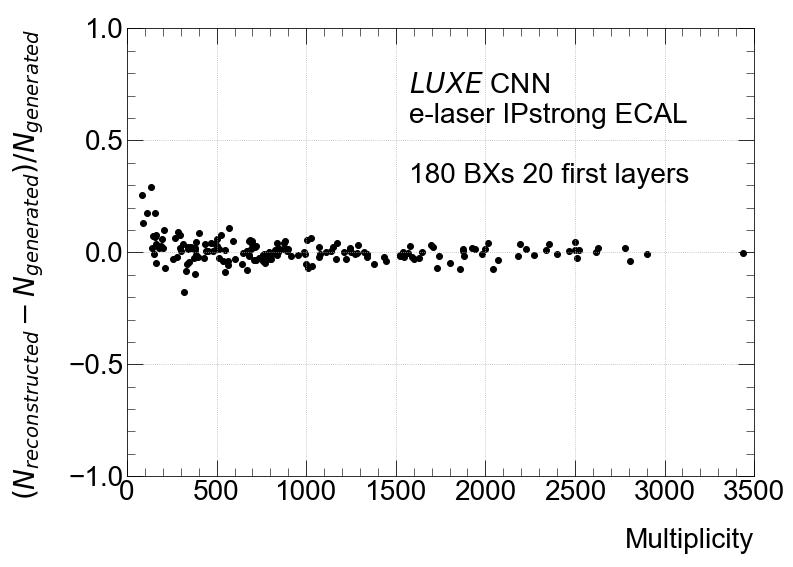 (N_reconstructed − N_generated)/N_generated
1.0
0.5
0.0
−0.5
−1.0
LUXE CNN
e-laser IPstrong ECAL
180 BXs 20 first layers
0 500 1000 1500 2000 2500 3000 3500
Multiplicity